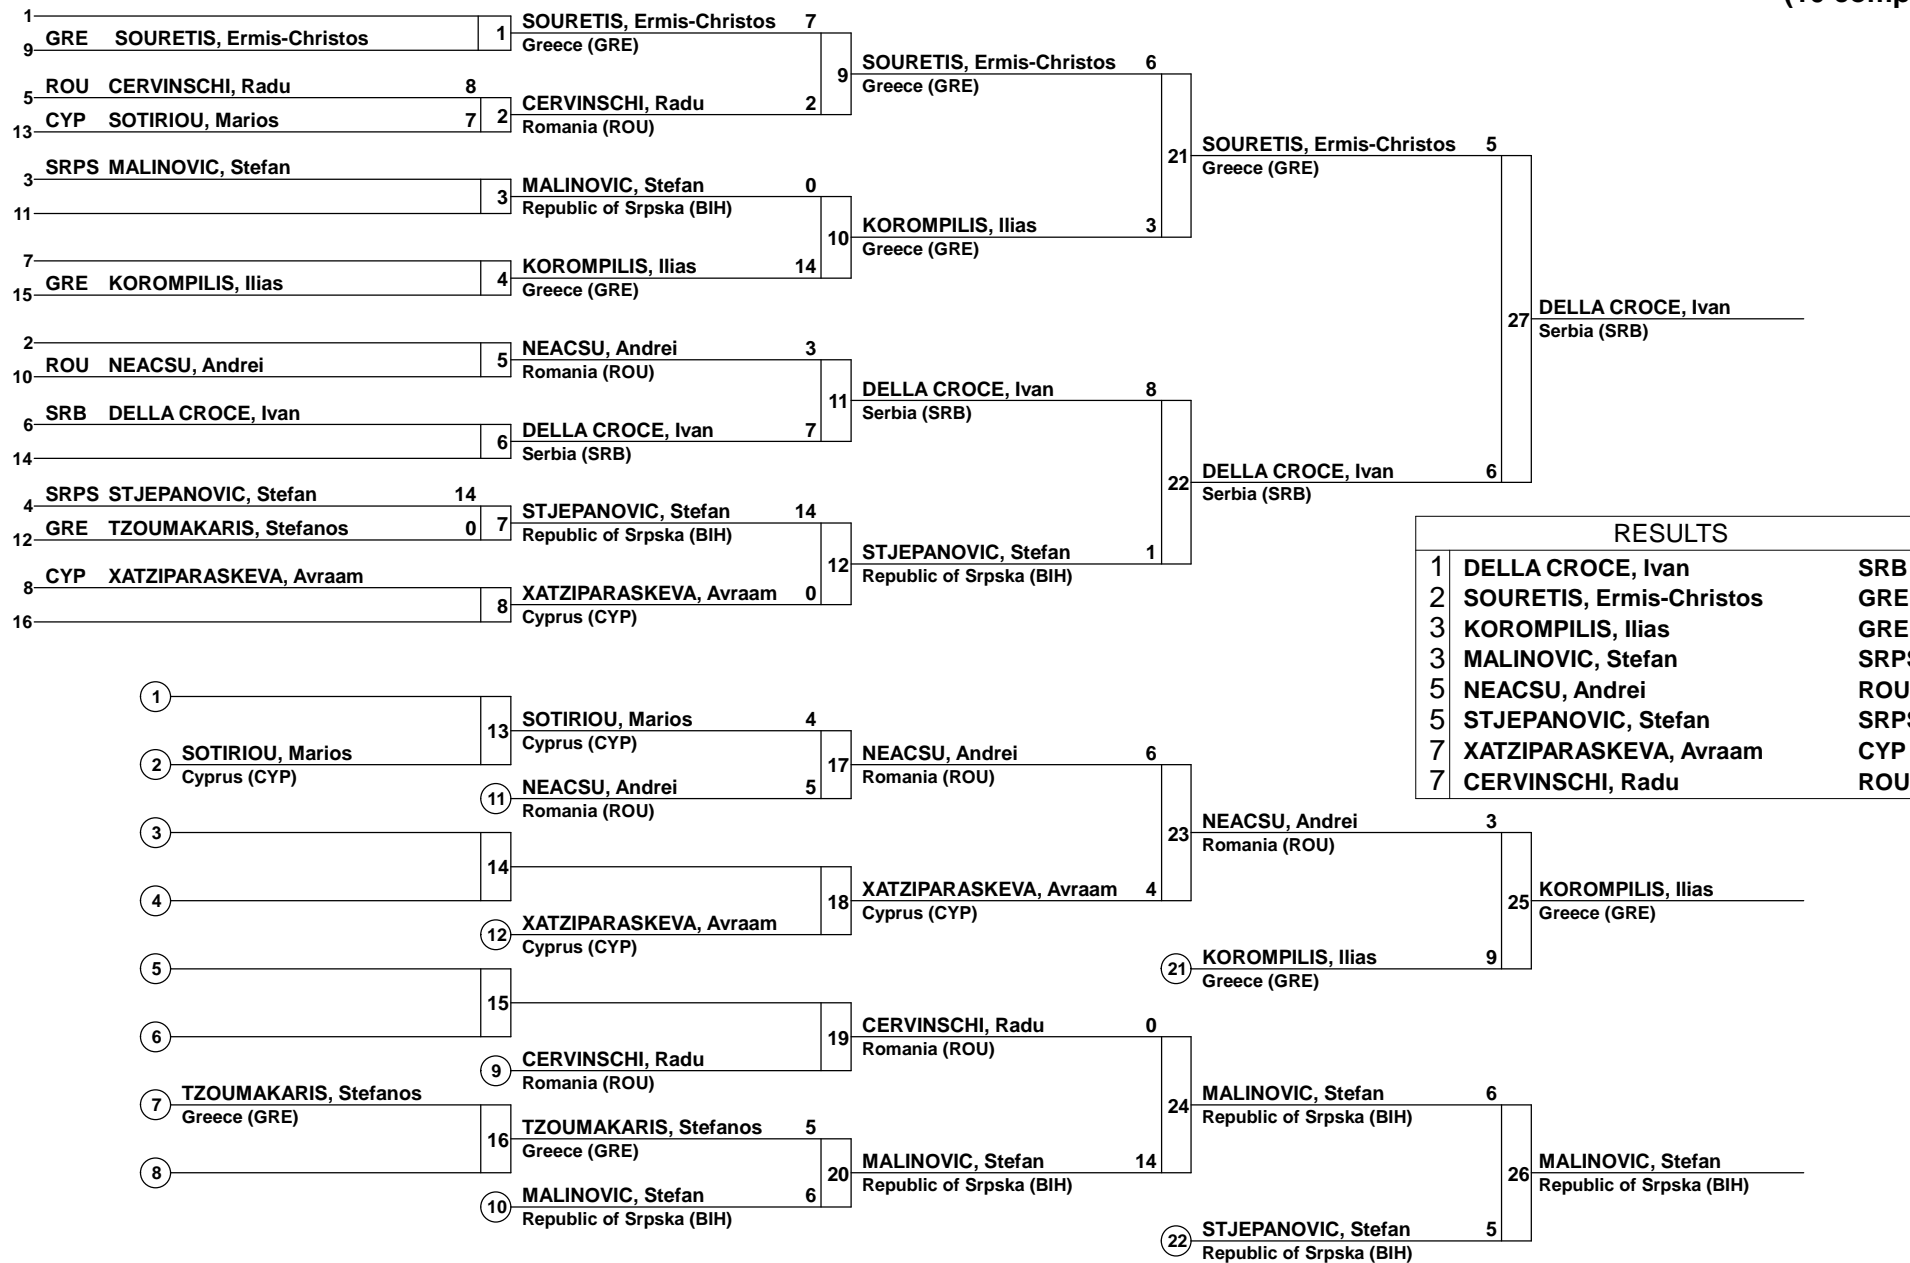 (10 comp
1
GRE SOURETIS, Ermis-Christos
9
1
SOURETIS, Ermis-Christos 7
Greece (GRE)
ROU CERVINSCHI, Radu 8
5
CYP SOTIRIOU, Marios 7
13
2
CERVINSCHI, Radu 2
Romania (ROU)
9
SOURETIS, Ermis-Christos 6
Greece (GRE)
SRPS MALINOVIC, Stefan
3
11
3
MALINOVIC, Stefan 0
Republic of Srpska (BIH)
7
GRE KOROMPILIS, Ilias
15
4
KOROMPILIS, Ilias 14
Greece (GRE)
10
KOROMPILIS, Ilias 3
Greece (GRE)
21
SOURETIS, Ermis-Christos 5
Greece (GRE)
2
ROU NEACSU, Andrei
10
5
NEACSU, Andrei 3
Romania (ROU)
SRB DELLA CROCE, Ivan
6
14
6
DELLA CROCE, Ivan 7
Serbia (SRB)
11
DELLA CROCE, Ivan 8
Serbia (SRB)
SRPS STJEPANOVIC, Stefan 14
4
GRE TZOUMAKARIS, Stefanos 0
12
7
STJEPANOVIC, Stefan 14
Republic of Srpska (BIH)
CYP XATZIPARASKEVA, Avraam
8
16
8
XATZIPARASKEVA, Avraam 0
Cyprus (CYP)
12
STJEPANOVIC, Stefan 1
Republic of Srpska (BIH)
22
DELLA CROCE, Ivan 6
Serbia (SRB)
27
DELLA CROCE, Ivan
Serbia (SRB)
RESULTS
1 DELLA CROCE, Ivan SRB
2 SOURETIS, Ermis-Christos GRE
3 KOROMPILIS, Ilias GRE
3 MALINOVIC, Stefan SRPS
5 NEACSU, Andrei ROU
5 STJEPANOVIC, Stefan SRPS
7 XATZIPARASKEVA, Avraam CYP
7 CERVINSCHI, Radu ROU
1
2
SOTIRIOU, Marios
Cyprus (CYP)
13
SOTIRIOU, Marios 4
Cyprus (CYP)
11
NEACSU, Andrei 5
Romania (ROU)
17
NEACSU, Andrei 6
Romania (ROU)
3
4
14
12
XATZIPARASKEVA, Avraam
Cyprus (CYP)
18
XATZIPARASKEVA, Avraam 4
Cyprus (CYP)
23
NEACSU, Andrei 3
Romania (ROU)
21
KOROMPILIS, Ilias 9
Greece (GRE)
25
KOROMPILIS, Ilias
Greece (GRE)
5
6
15
9
CERVINSCHI, Radu
Romania (ROU)
19
CERVINSCHI, Radu 0
Romania (ROU)
7
TZOUMAKARIS, Stefanos
Greece (GRE)
8
16
TZOUMAKARIS, Stefanos 5
Greece (GRE)
10
MALINOVIC, Stefan 6
Republic of Srpska (BIH)
20
MALINOVIC, Stefan 14
Republic of Srpska (BIH)
24
MALINOVIC, Stefan 6
Republic of Srpska (BIH)
22
STJEPANOVIC, Stefan 5
Republic of Srpska (BIH)
26
MALINOVIC, Stefan
Republic of Srpska (BIH)